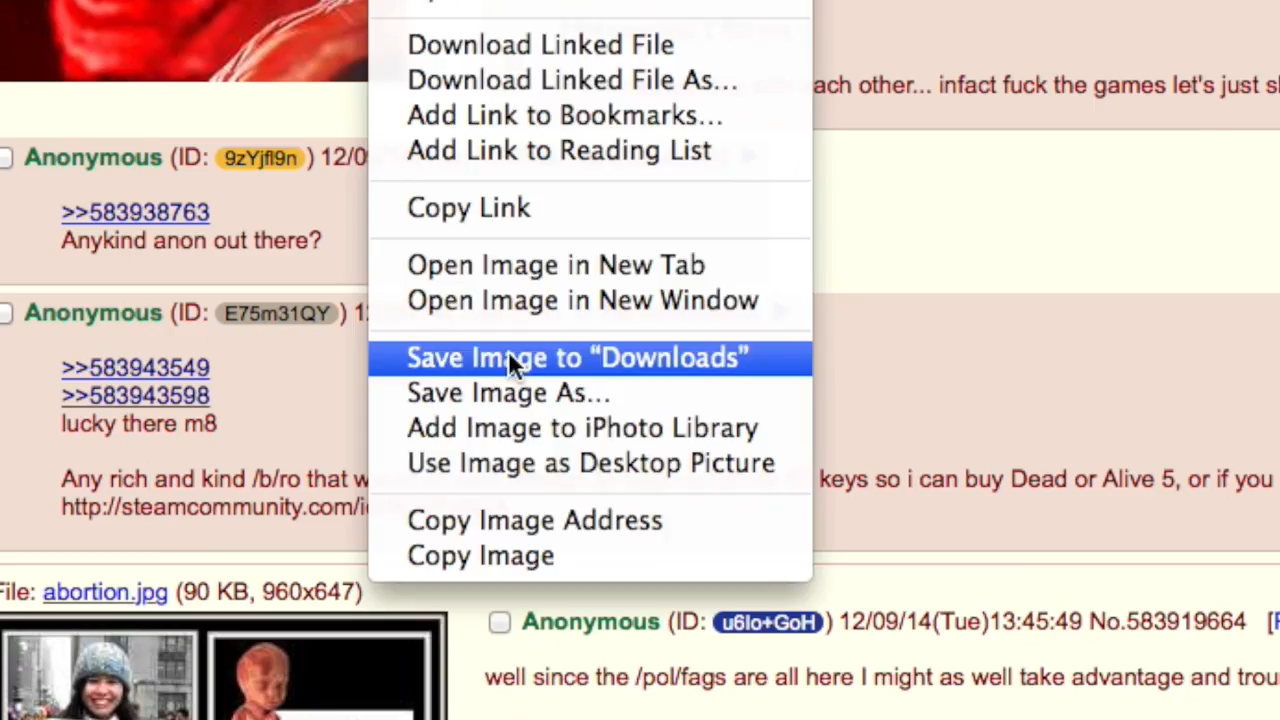 Download Linked File
Download Linked File As...
ach other... infact fuck the games let's just
Add Link to Bookmarks...
Add Link to Reading List
Anonymous (ID: 9zYjfl9n) 12/0
>>583938763
Copy Link
Anykind anon out there?
Open Image in New Tab
Open Image in New Window
Anonymous (ID: E75m31QY)
>>583943549
Save Image to “Downloads”
>>583943598
Save Image As...
lucky there m8
Add Image to iPhoto Library
Use Image as Desktop Picture
Any rich and kind /b/ro that keys so i can buy Dead or Alive 5, or if you
http://steamcommunity.com/i
Copy Image Address
Copy Image
File: abortion.jpg (90 KB, 960x647)
Anonymous (ID: u6lo+GoH) 12/09/14(Tue)13:45:49 No.583919664 [
well since the /pol/fags are all here I might as well take advantage and